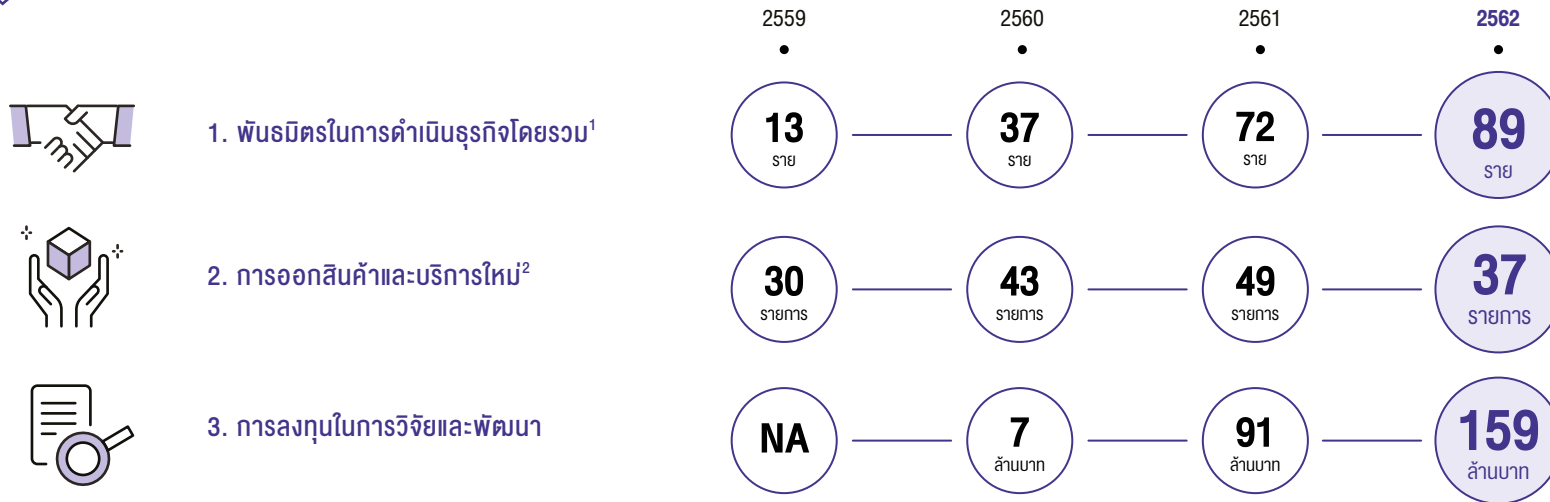 2559 2560 2561 2562
1. พันธมิตรในการดำเนินธุรกิจโดยรวม¹
13 37 72 89
ราย ราย ราย ราย
2. การออกสินค้าและบริการใหม่²
30 43 49 37
รายการ รายการ รายการ รายการ
3. การลงทุนในการวิจัยและพัฒนา
NA 7 91 159
ล้านบาท ล้านบาท ล้านบาท